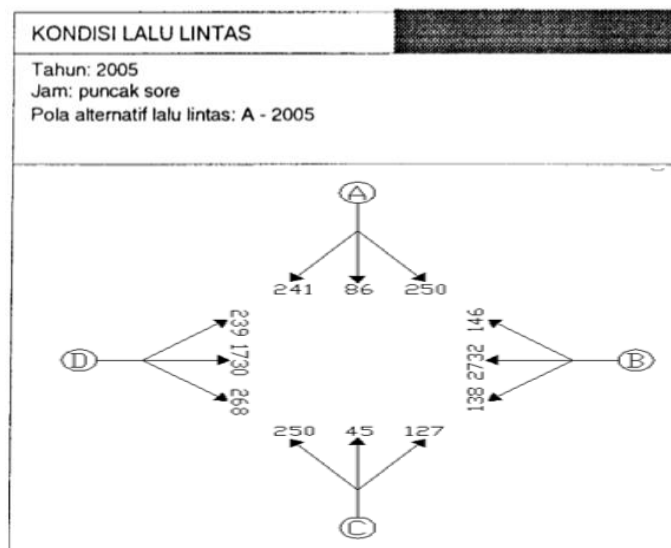 KONDISI LALU LINTAS
Tahun: 2005
Jam: puncak sore
Pola alternatif lalu lintas: A - 2005
A
241 86 250
239
146
D
1730
2732
B
268
138
250 45 127
C